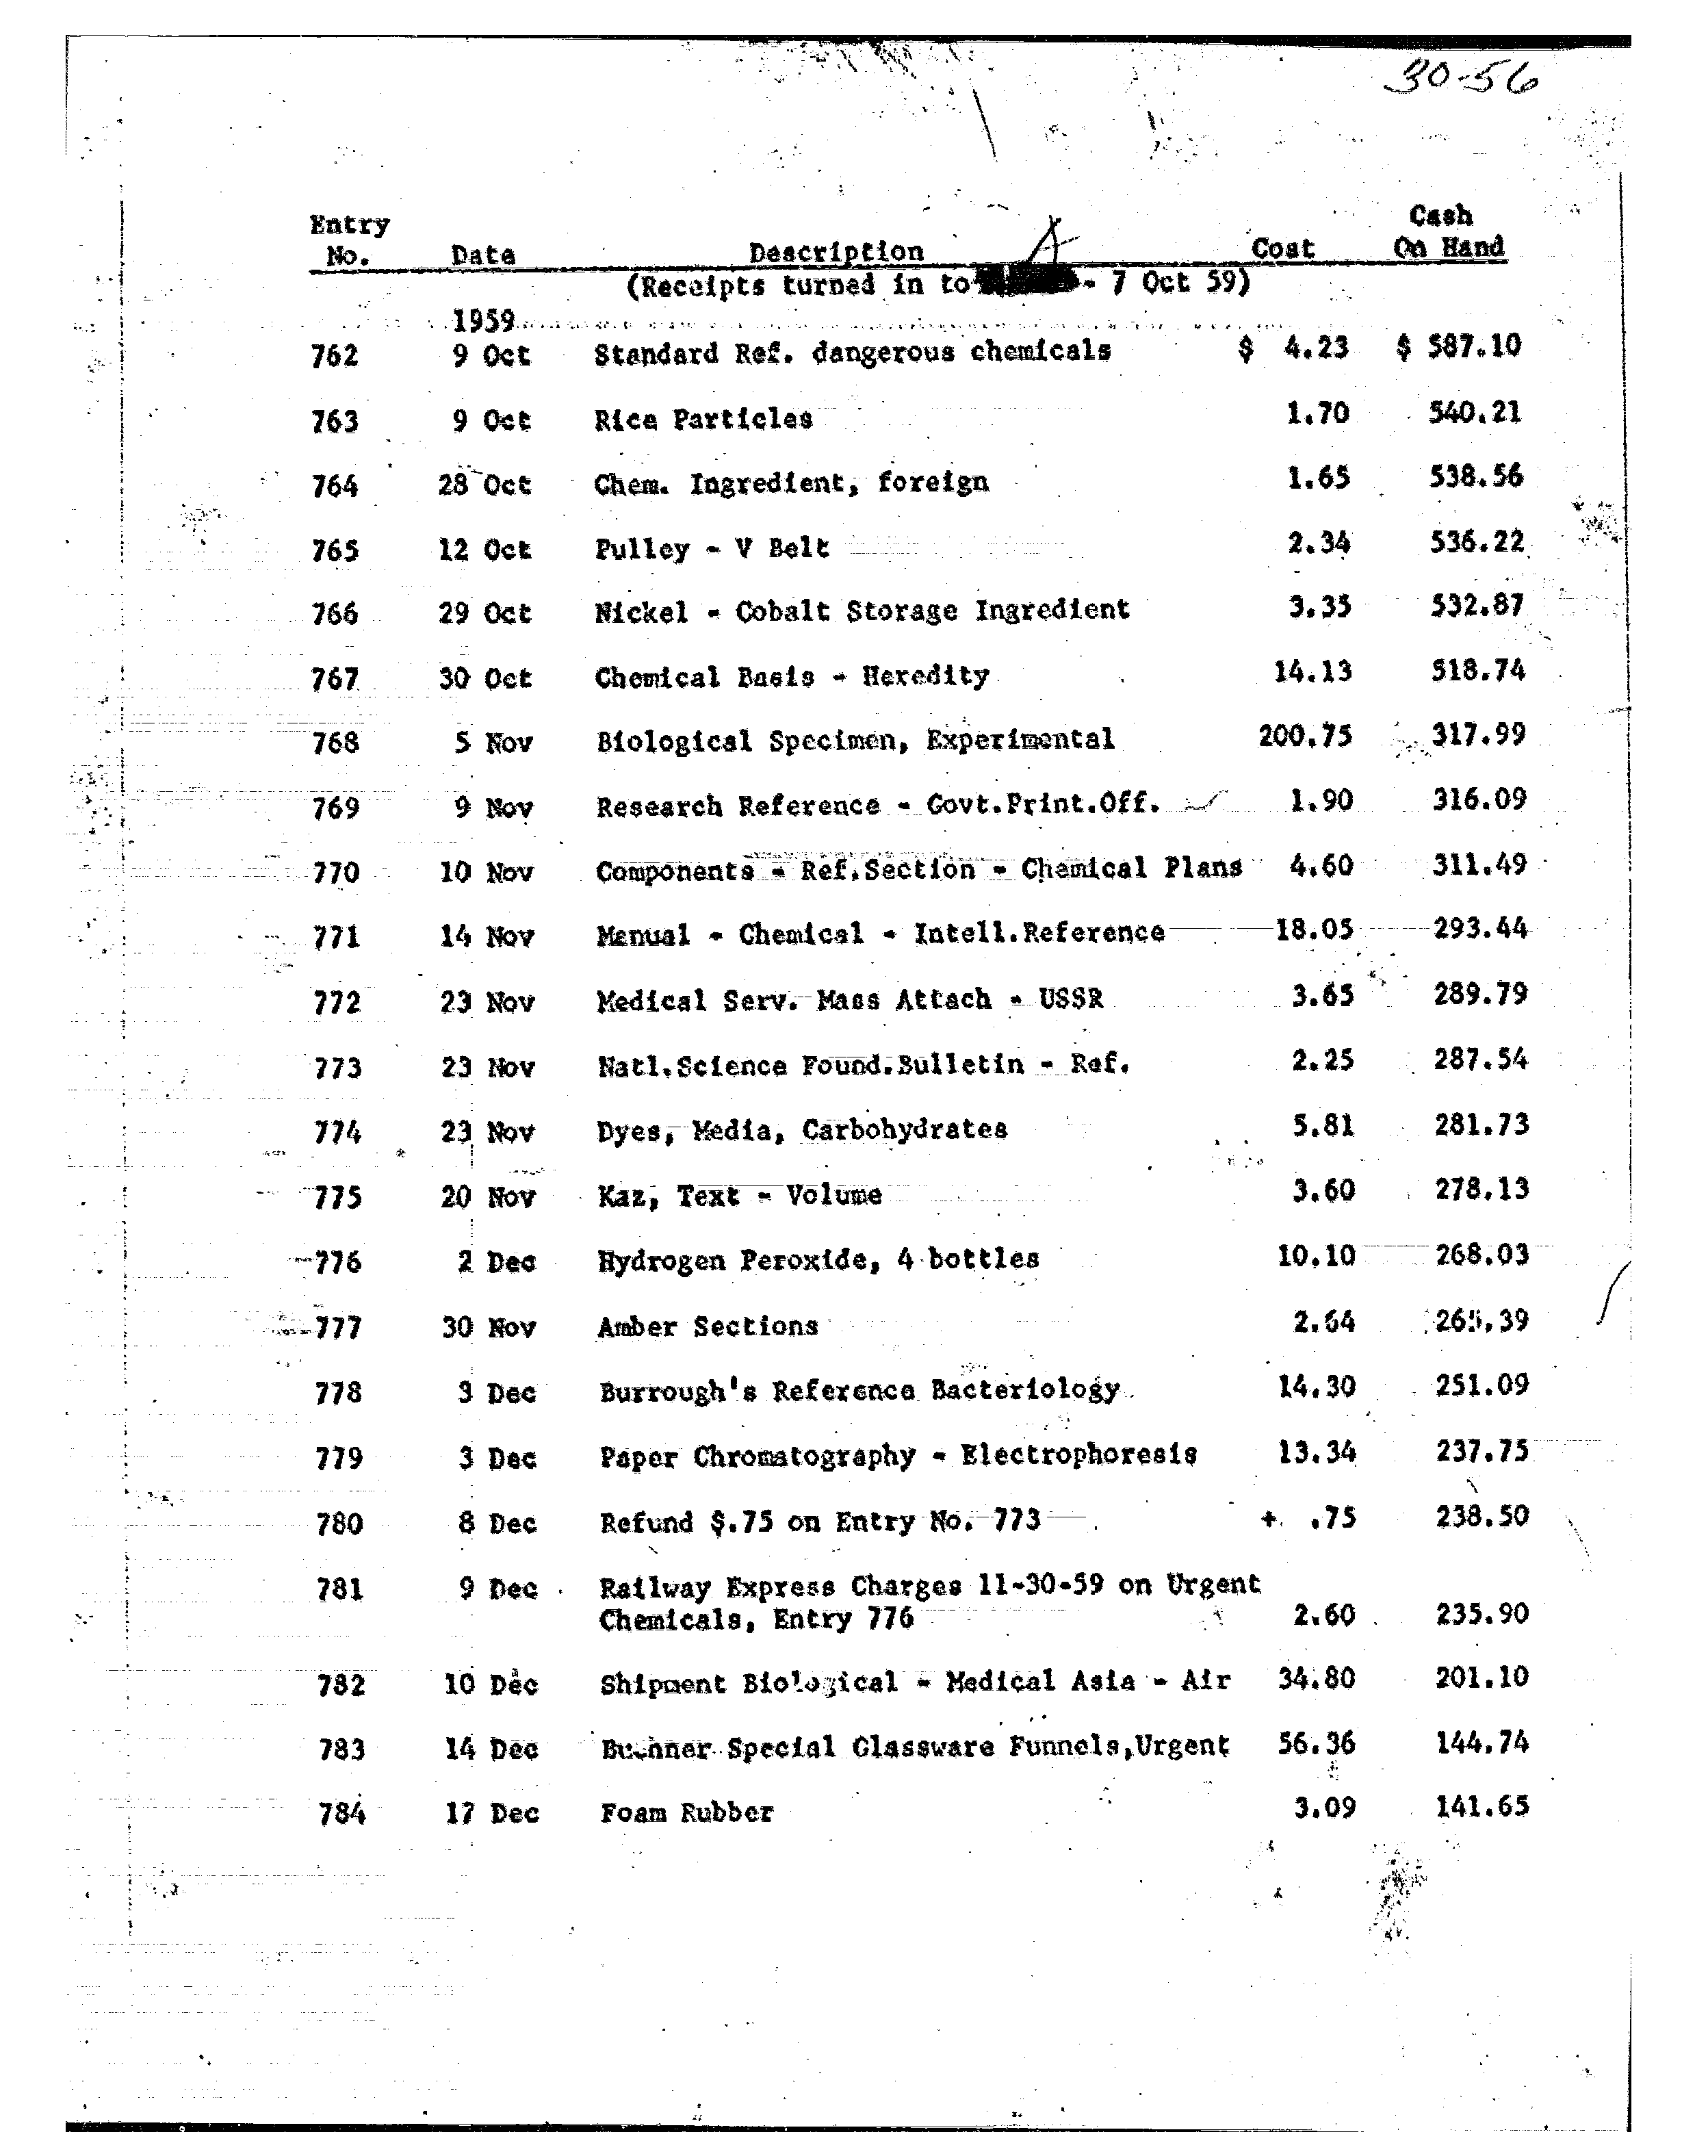 30-56
Entry Cash
No. Date Description Cost On Hand
A
(Receipts turned in to - 7 Oct 59)
1959
762 9 Oct Standard Ref. dangerous chemicals $ 4.23 $ 587.10
763 9 Oct Rice Particles 1.70 540.21
764 28 Oct Chem. Ingredient, foreign 1.65 538.56
765 12 Oct Pulley - V Belt 2.34 536.22
766 29 Oct Nickel - Cobalt Storage Ingredient 3.35 532.87
767 30 Oct Chemical Basis - Heredity 14.13 518.74
768 5 Nov Biological Specimen, Experimental 200.75 317.99
769 9 Nov Research Reference - Govt.Print.Off. 1.90 316.09
770 10 Nov Components - Ref.Section - Chemical Plans 4.60 311.49
771 14 Nov Manual - Chemical - Intell.Reference 18.05 293.44
772 23 Nov Medical Serv. Mass Attach - USSR 3.65 289.79
773 23 Nov Natl.Science Found.Bulletin - Ref. 2.25 287.54
774 23 Nov Dyes, Media, Carbohydrates 5.81 281.73
775 20 Nov Kaz, Text - Volume 3.60 278.13
776 2 Dec Hydrogen Peroxide, 4 bottles 10.10 268.03
777 30 Nov Amber Sections 2.64 265.39
778 3 Dec Burrough's Reference Bacteriology 14.30 251.09
779 3 Dec Paper Chromatography - Electrophoresis 13.34 237.75
780 8 Dec Refund $.75 on Entry No. 773 + .75 238.50
781 9 Dec Railway Express Charges 11-30-59 on Urgent
Chemicals, Entry 776 2.60 235.90
782 10 Dec Shipment Biological - Medical Asia - Air 34.80 201.10
783 14 Dec Buchner Special Glassware Funnels,Urgent 56.36 144.74
784 17 Dec Foam Rubber 3.09 141.65